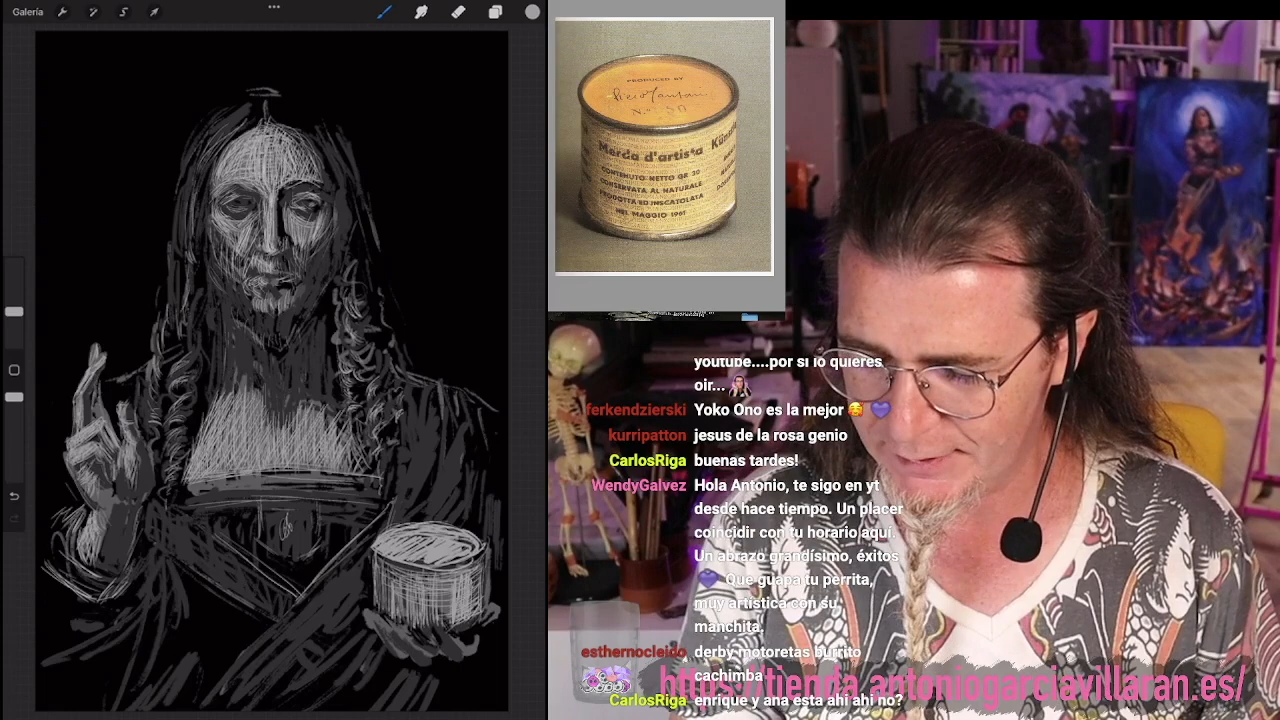 Galería
PRODUCED BY
Merda d'artista
CONTENUTO NETTO GR 30
CONSERVATA AL NATURALE
PRODOTTA ED INSCATOLATA
NEL MAGGIO 1961
youtube....por si lo quieres
oir...
ferkendzierski Yoko Ono es la mejor 🥰 💙
kurripatton jesus de la rosa genio
CarlosRiga buenas tardes!
WendyGalvez Hola Antonio, te sigo en yt
desde hace tiempo. Un placer
coincidir con tu horario aquí.
Un abrazo grandísimo, éxitos
💙 Que guapa tu perrita,
muy artística con su
manchita.
esthernocleido derby motoretas burrito
cachimba
https://tienda.antoniogarciavillaran.es/
CarlosRiga enrique y ana esta ahi ahi no?